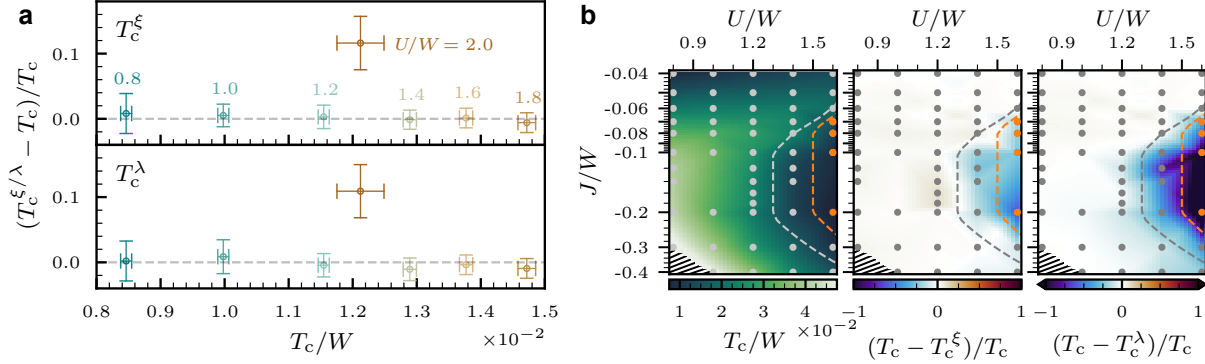 a
(T_c^{ξ/λ} − T_c)/T_c
0.1
0.0
T_c^ξ
U/W = 2.0
0.8
1.0
1.2
1.4
1.6
1.8
0.1
0.0
T_c^λ
0.8 0.9 1.0 1.1 1.2 1.3 1.4 1.5
T_c/W
×10^{−2}
b
U/W U/W U/W
0.9 1.2 1.5 0.9 1.2 1.5 0.9 1.2 1.5
J/W
-0.04
-0.06
-0.08
-0.1
-0.2
-0.3
-0.4
1 2 3 4 −1 0 1 −1 0 1
T_c/W ×10^{−2} (T_c − T_c^ξ)/T_c (T_c − T_c^λ)/T_c